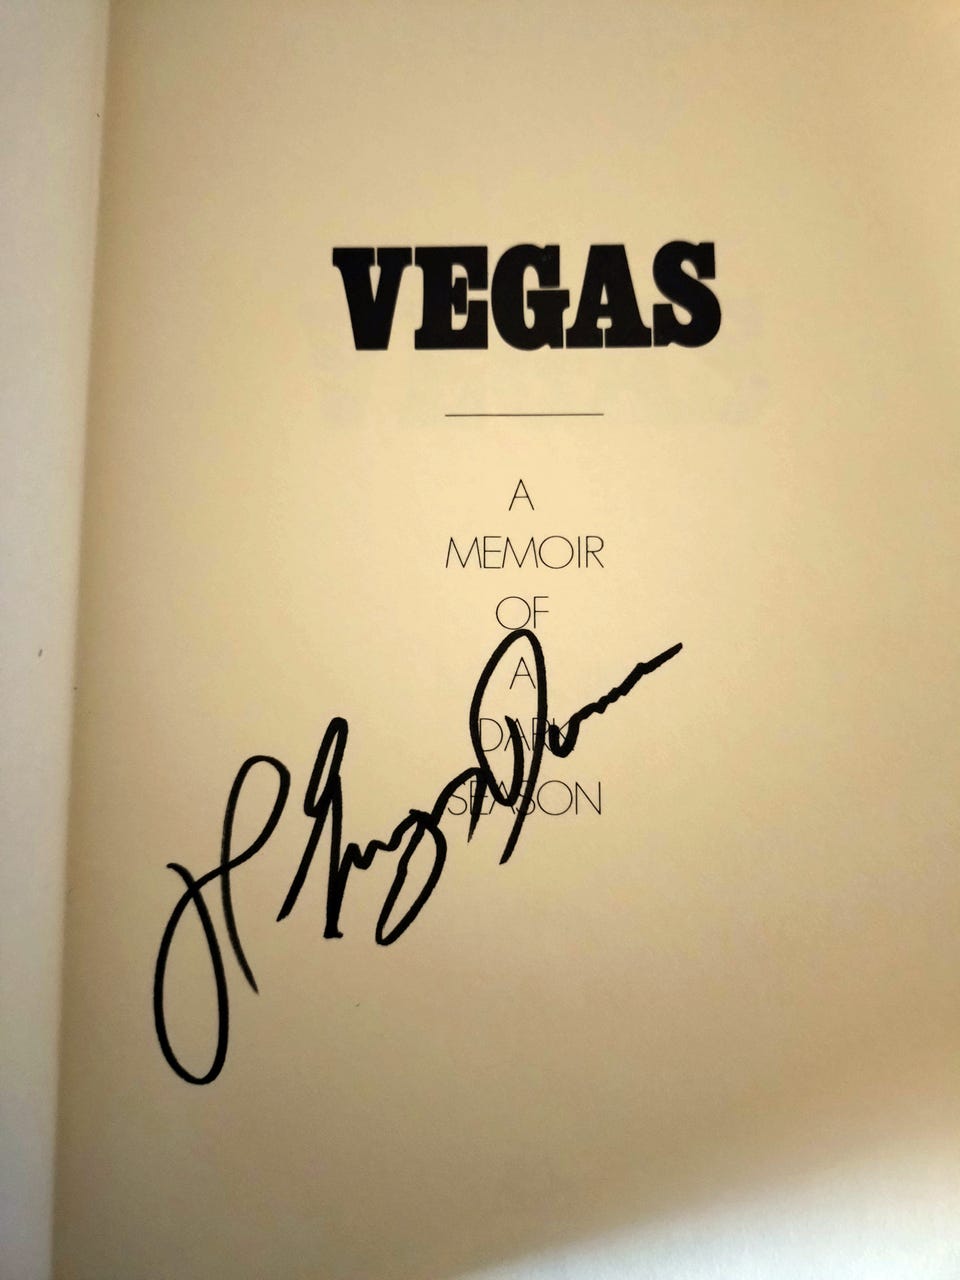 VEGAS
A
MEMOIR
OF
A
DARK
SEASON